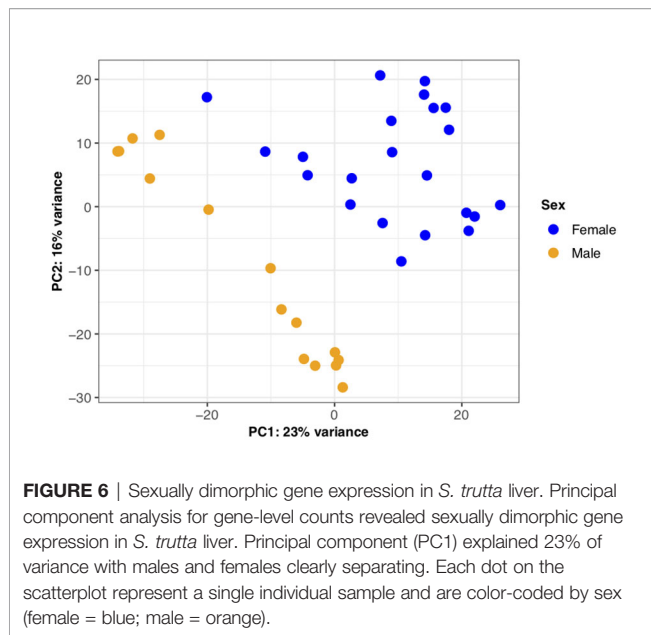 20
10
0
−10
−20
−30
PC2: 16% variance
−20
0
20
PC1: 23% variance
Sex
Female
Male
FIGURE 6 | Sexually dimorphic gene expression in S. trutta liver. Principal
component analysis for gene-level counts revealed sexually dimorphic gene
expression in S. trutta liver. Principal component (PC1) explained 23% of
variance with males and females clearly separating. Each dot on the
scatterplot represent a single individual sample and are color-coded by sex
(female = blue; male = orange).